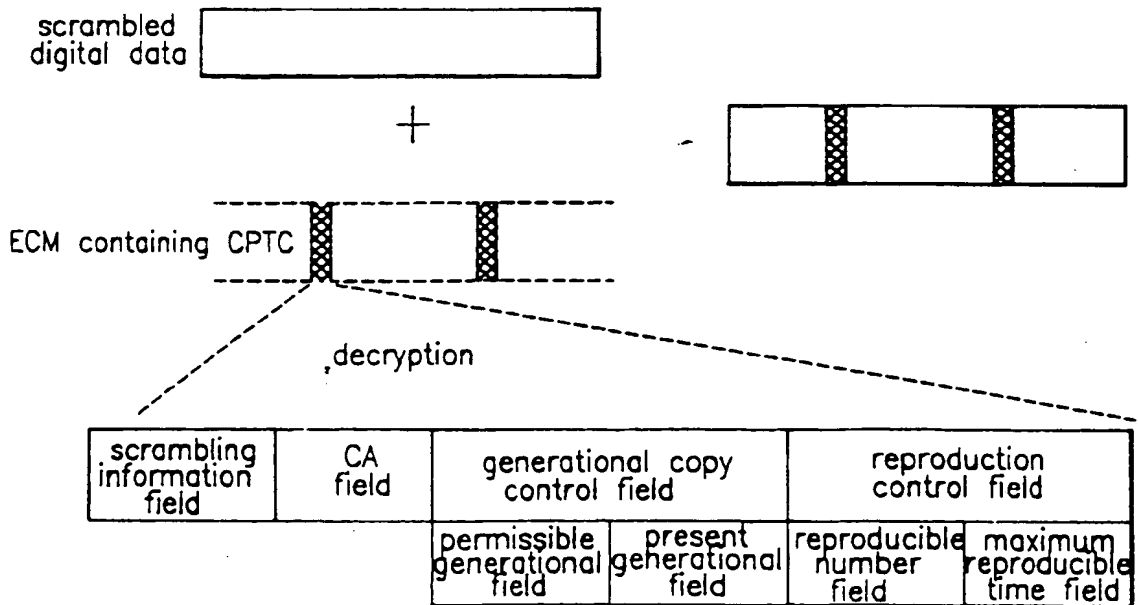 scrambled
digital data
+
-
ECM containing CPTC
decryption
scrambling
information
field
CA
field
generational copy
control field
reproduction
control field
permissible
generational
field
present
generational
field
reproducible
number
field
maximum
reproducible
time field